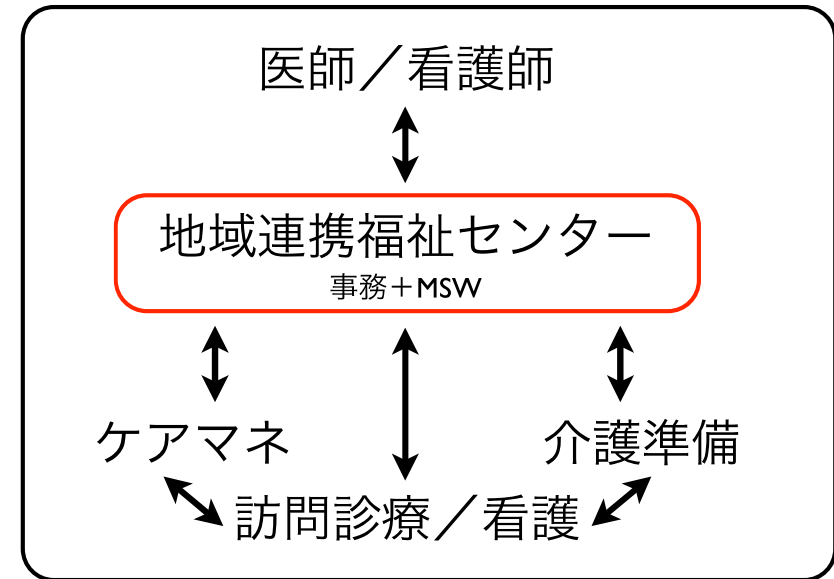 医師／看護師
地域連携福祉センター
事務＋MSW
ケアマネ
介護準備
訪問診療／看護